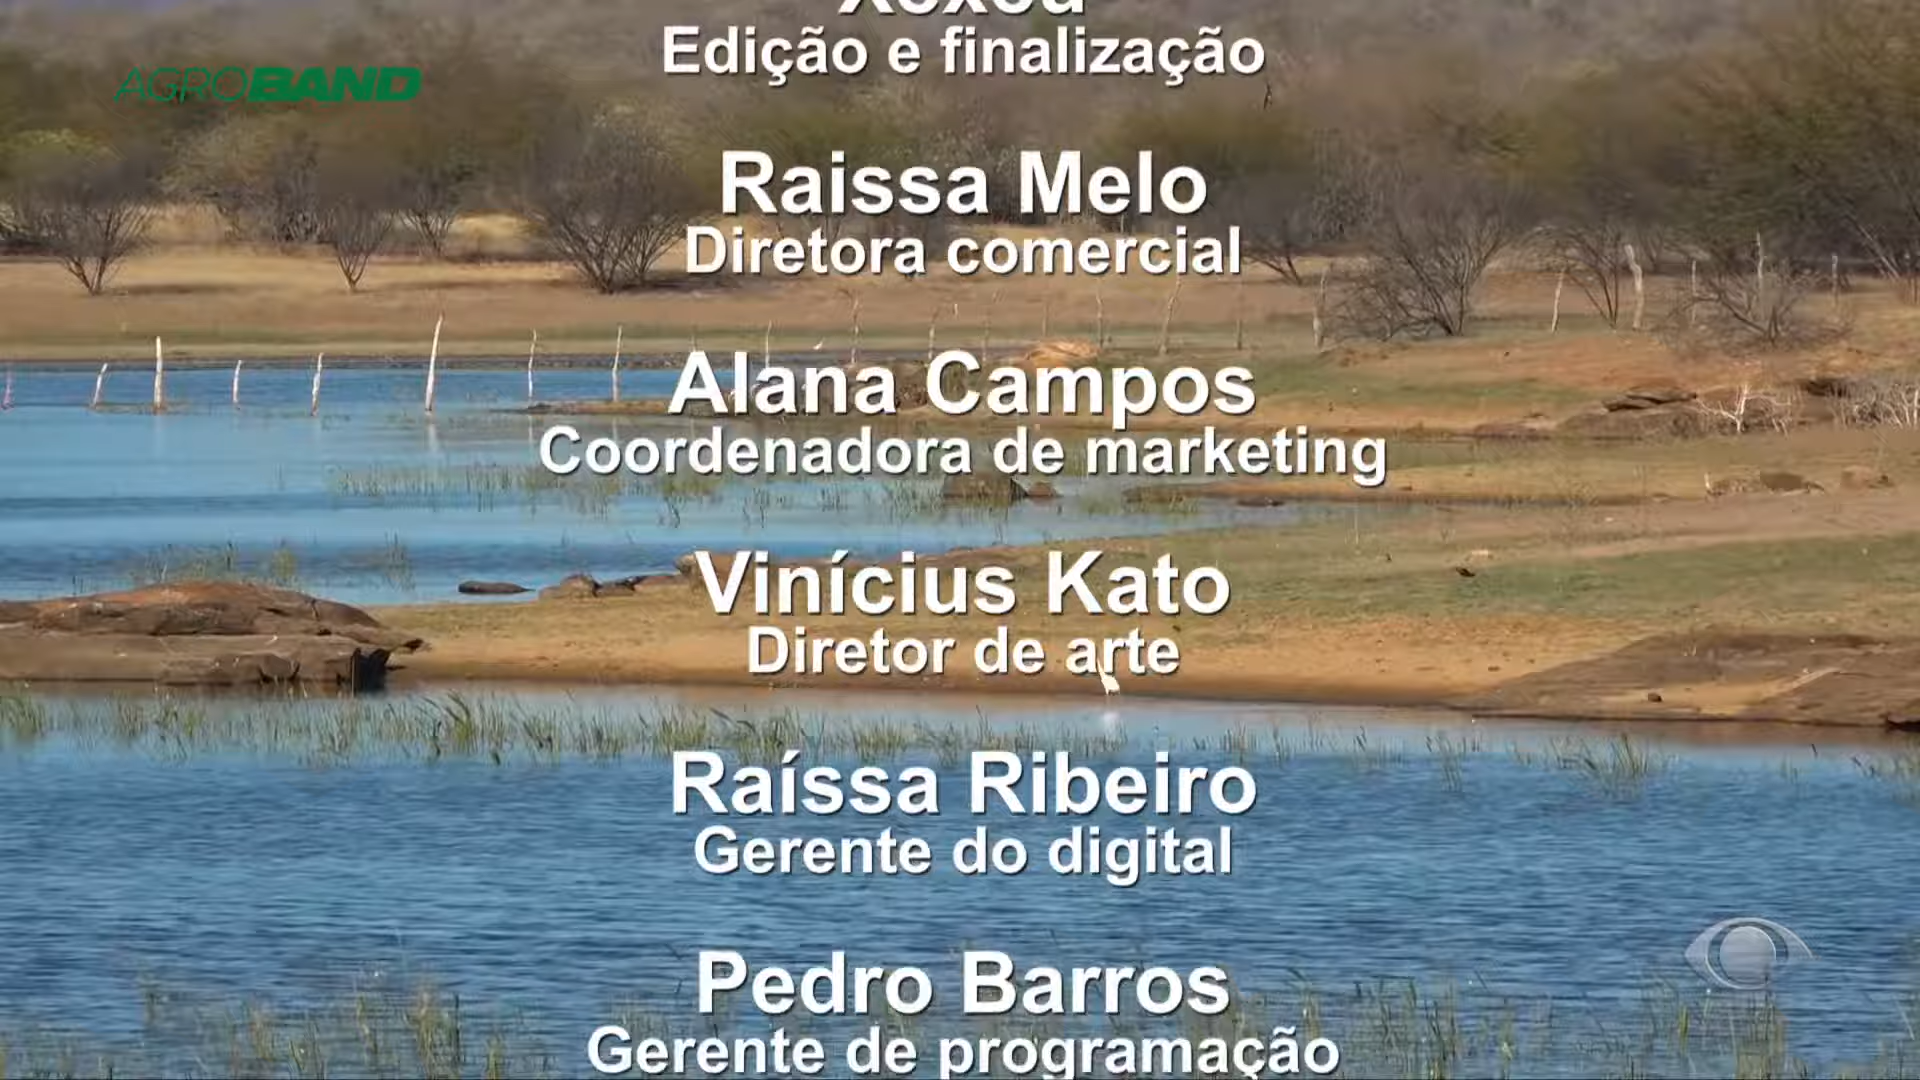 Edição e finalização
AGROBAND
Raissa Melo
Diretora comercial
Alana Campos
Coordenadora de marketing
Vinícius Kato
Diretor de arte
Raíssa Ribeiro
Gerente do digital
Pedro Barros
Gerente de programação